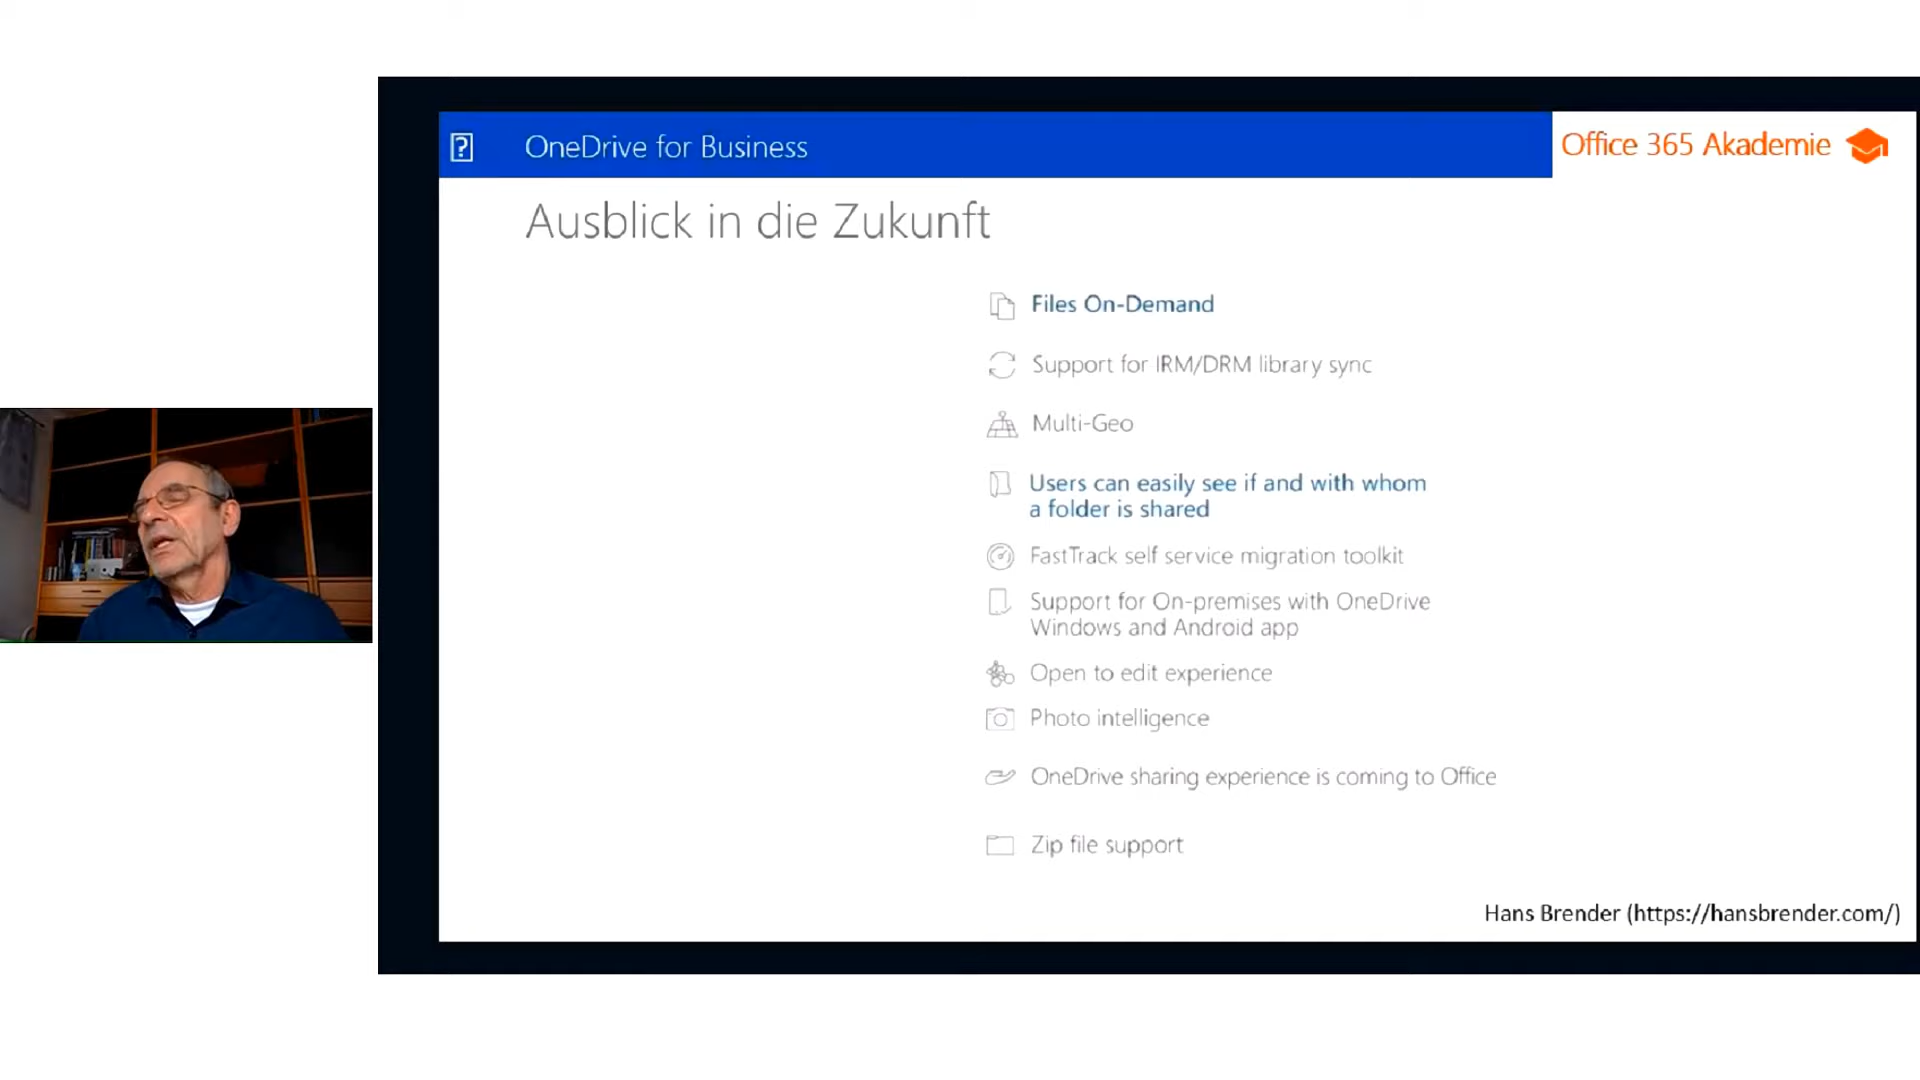 OneDrive for Business
Office 365 Akademie
Ausblick in die Zukunft
Files On-Demand
Support for IRM/DRM library sync
Multi-Geo
Users can easily see if and with whom
a folder is shared
FastTrack self service migration toolkit
Support for On-premises with OneDrive
Windows and Android app
Open to edit experience
Photo intelligence
OneDrive sharing experience is coming to Office
Zip file support
Hans Brender (https://hansbrender.com/)